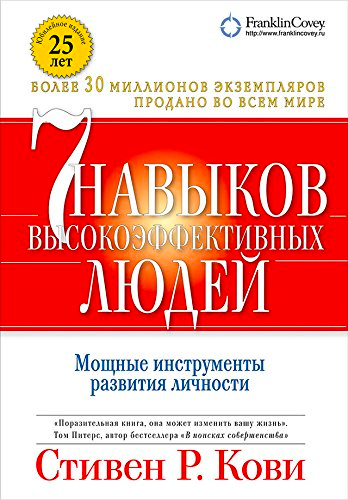 Юбилейное издание
25
ЛЕТ
FranklinCovey
http://www.franklincovey.ru
БОЛЕЕ 30 МИЛЛИОНОВ ЭКЗЕМПЛЯРОВ
ПРОДАНО ВО ВСЕМ МИРЕ
7 НАВЫКОВ
ВЫСОКОЭФФЕКТИВНЫХ
ЛЮДЕЙ
Мощные инструменты
развития личности
«Поразительная книга, она может изменить вашу жизнь».
Том Питерс, автор бестселлера «В поисках совершенства»
Стивен Р. Кови